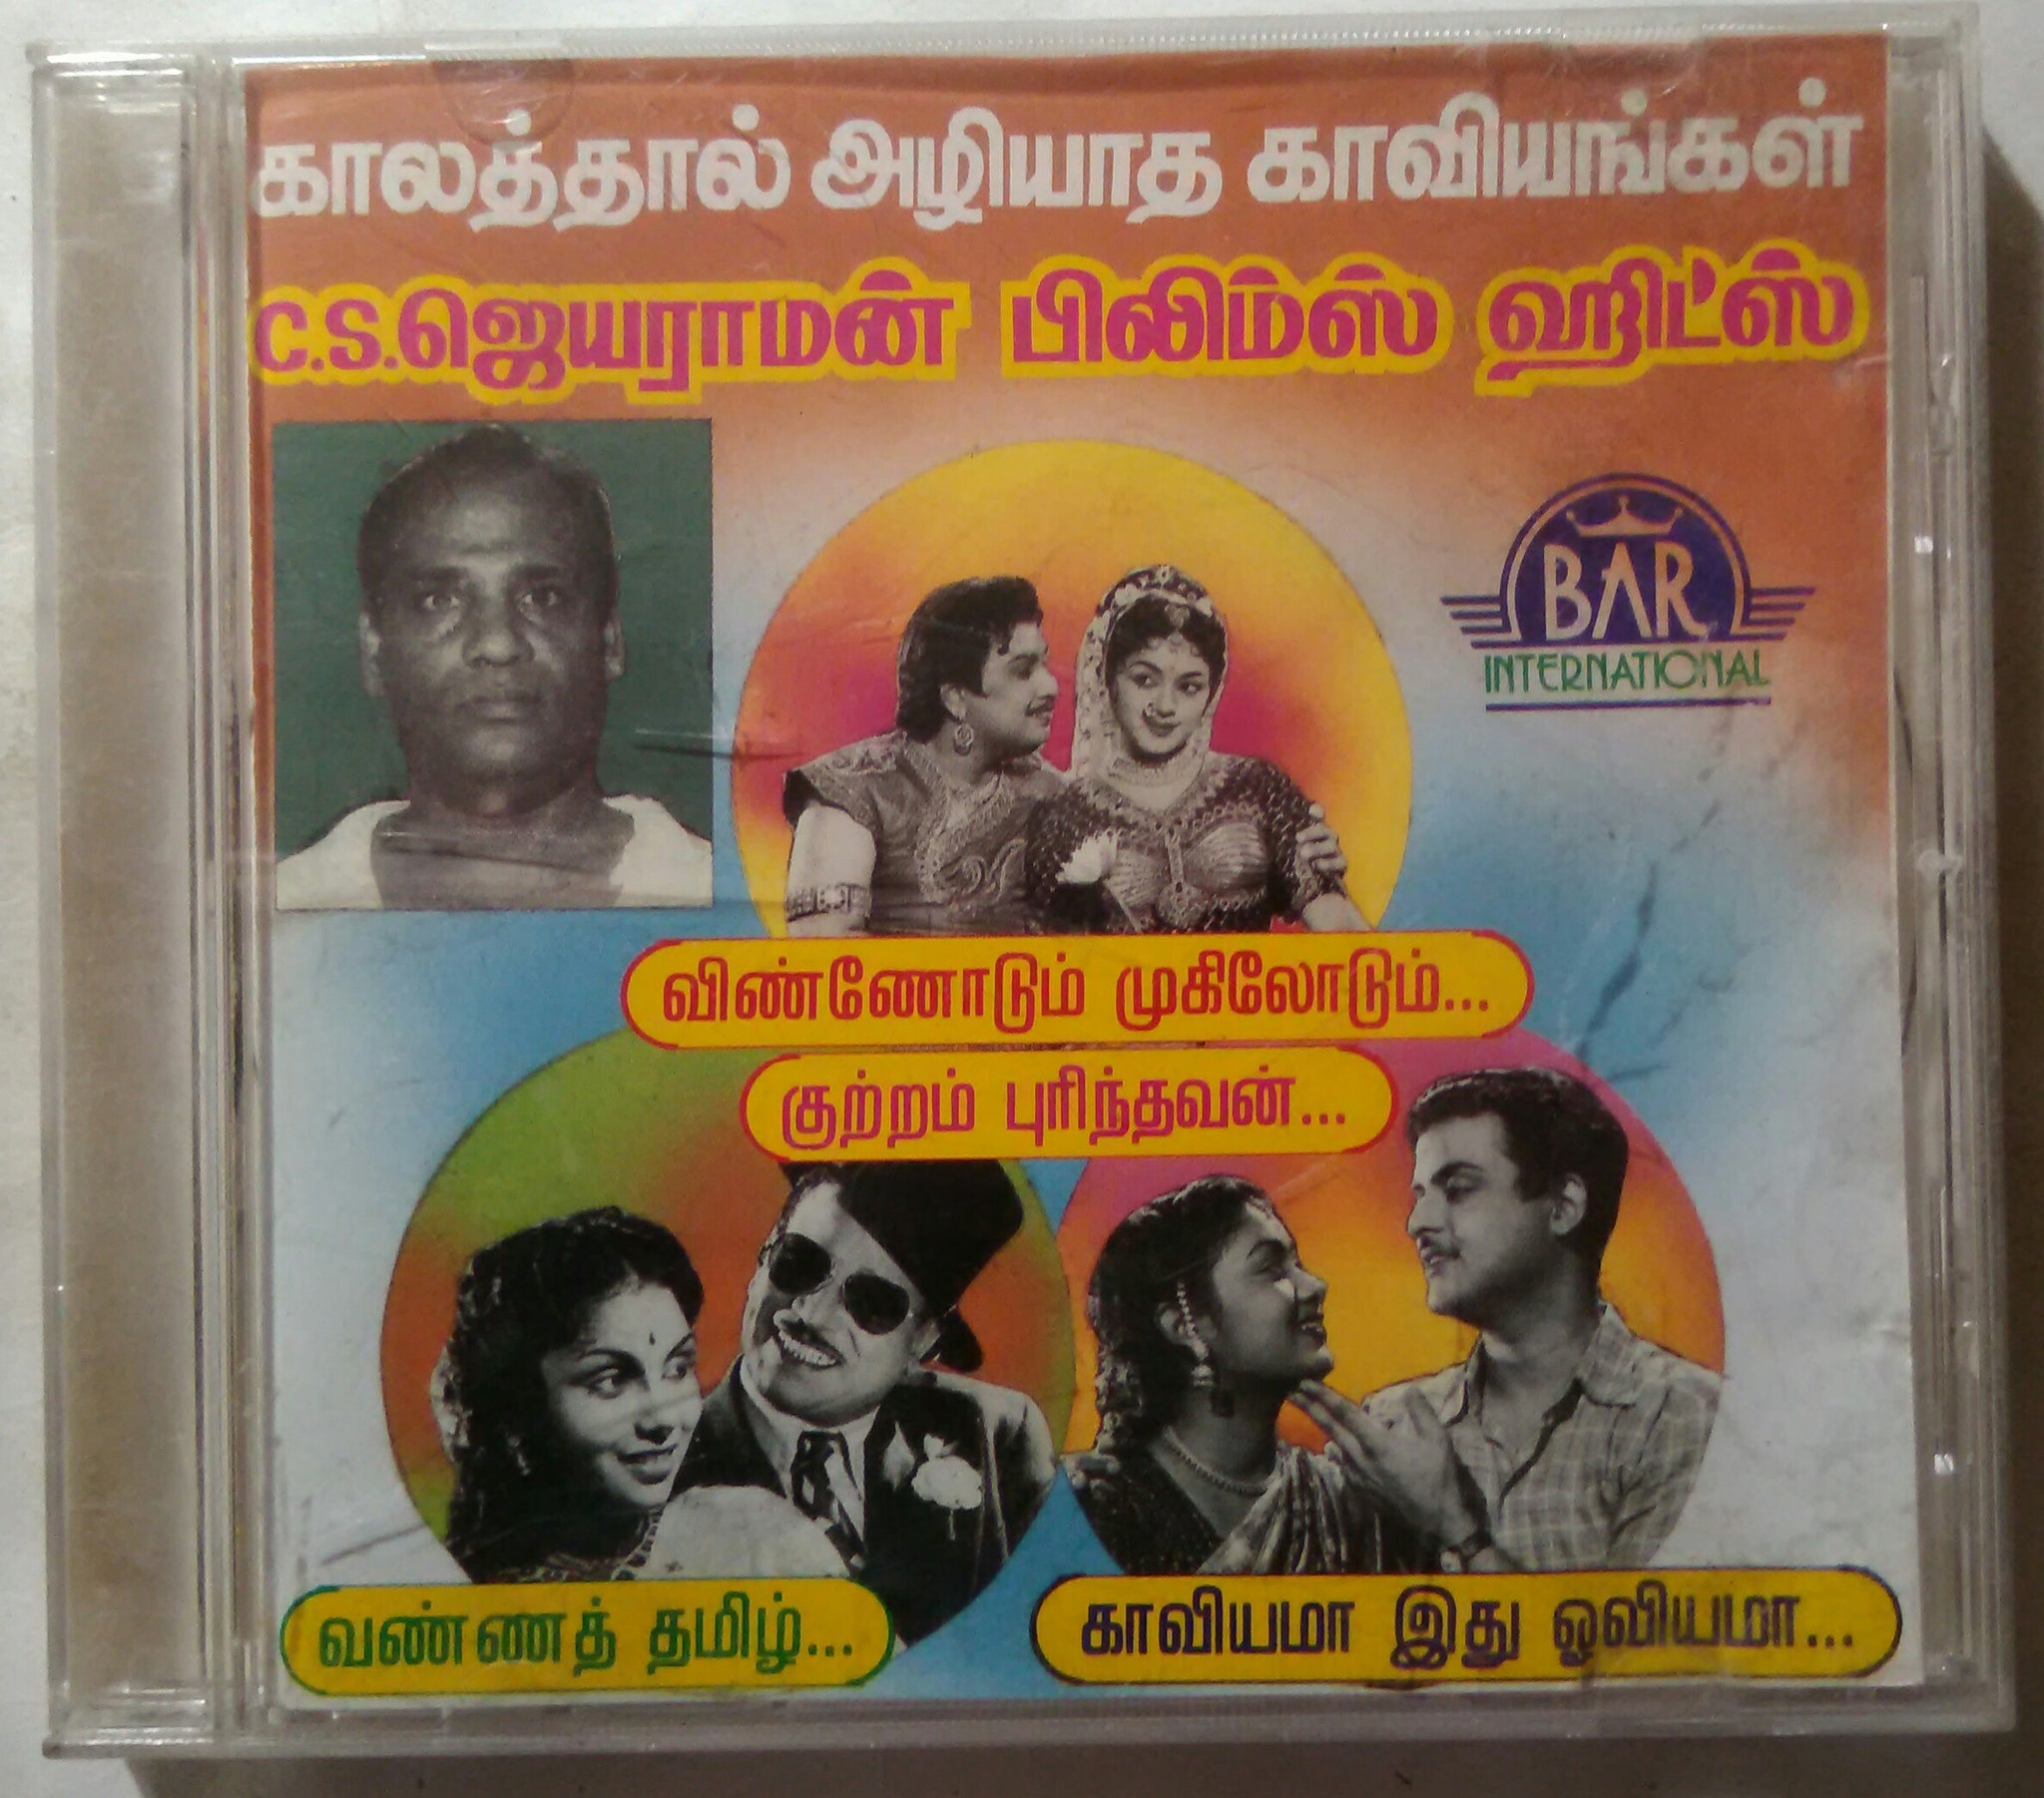 காலத்தால் அழியாத காவியங்கள்
C.S.ஜெயராமன் பிலிம்ஸ் ஹிட்ஸ்
BAR
INTERNATIONAL
விண்ணோடும் முகிலோடும்...
குற்றம் புரிந்தவன்...
வண்ணத் தமிழ்...
காவியமா இது ஓவியமா...